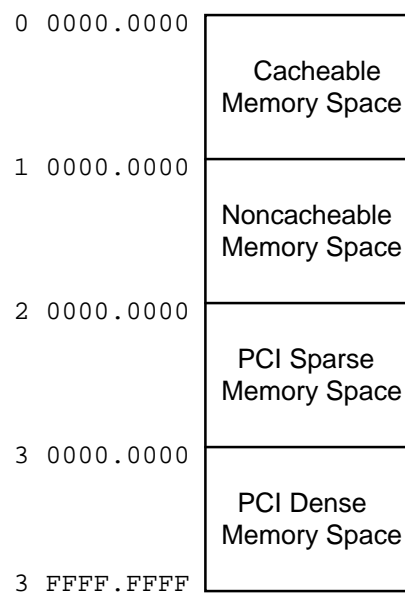 0 0000.0000
Cacheable
Memory Space
1 0000.0000
Noncacheable
Memory Space
2 0000.0000
PCI Sparse
Memory Space
3 0000.0000
PCI Dense
Memory Space
3 FFFF.FFFF